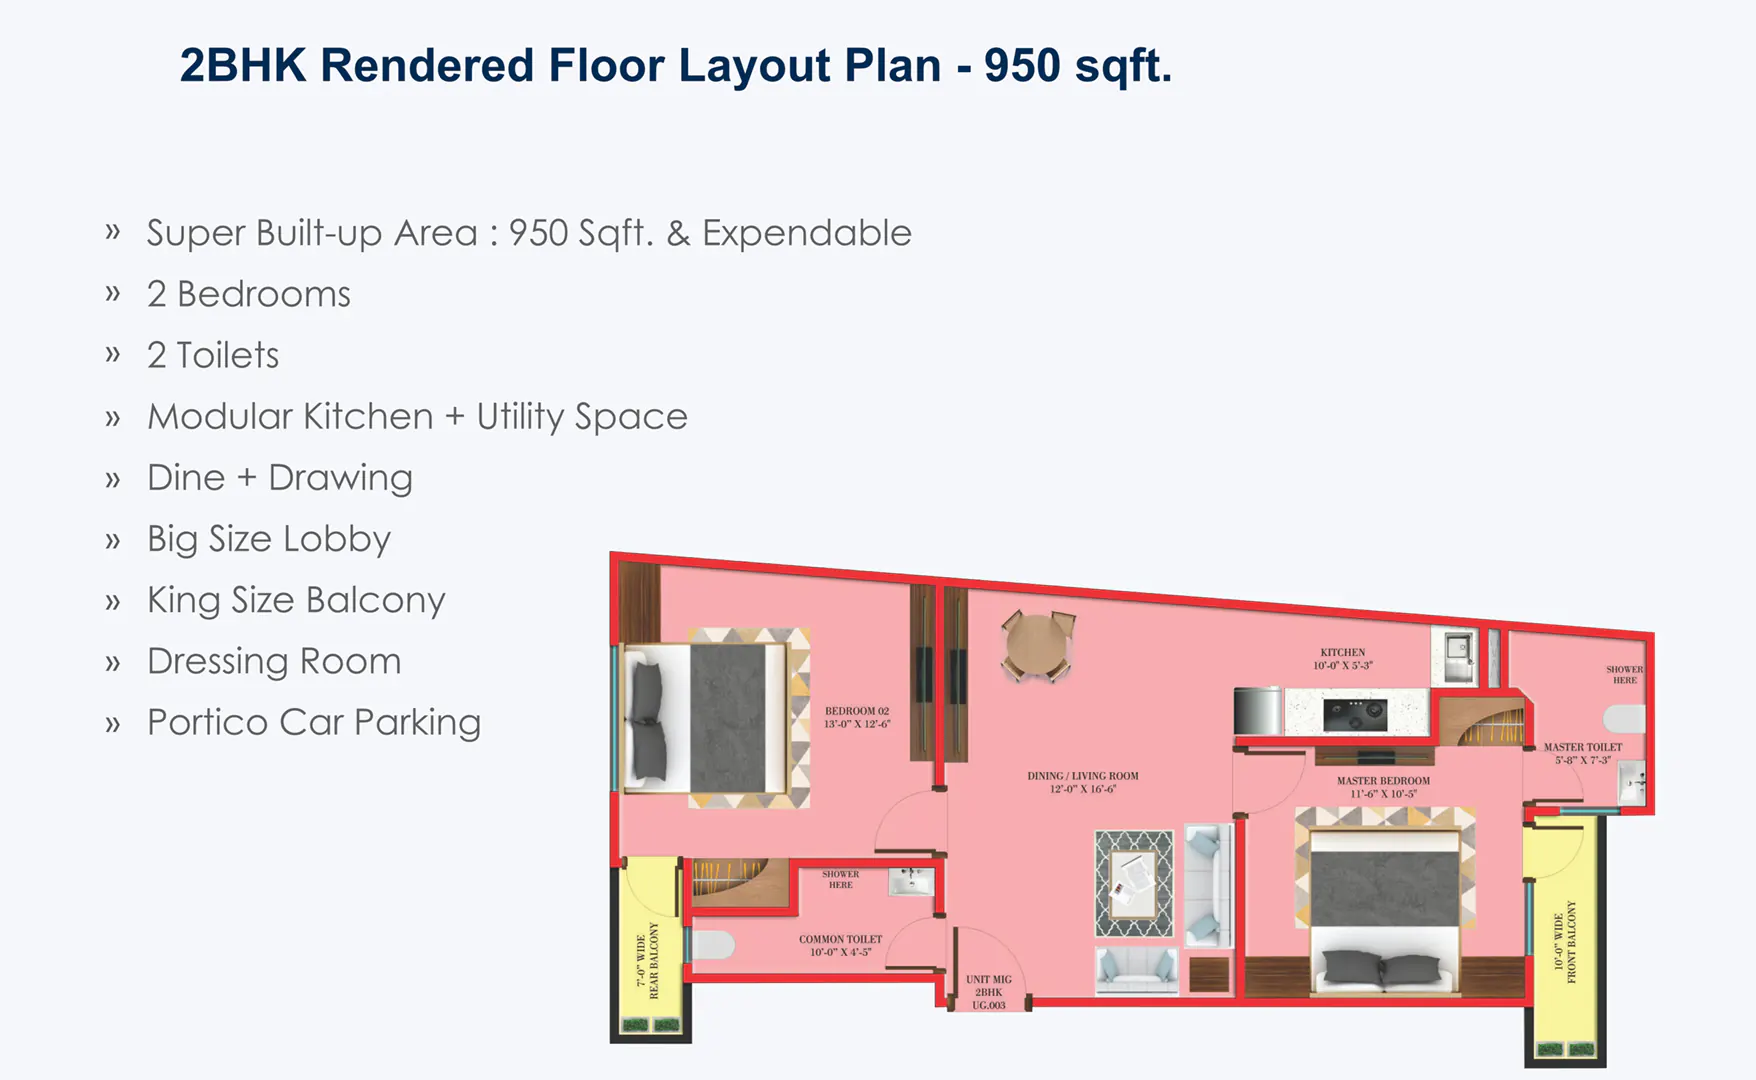 2BHK Rendered Floor Layout Plan - 950 sqft.
» Super Built-up Area : 950 Sqft. & Expendable
» 2 Bedrooms
» 2 Toilets
» Modular Kitchen + Utility Space
» Dine + Drawing
» Big Size Lobby
» King Size Balcony
» Dressing Room
» Portico Car Parking
BEDROOM 02
13'-0" X 12'-6"
KITCHEN
10'-0" X 5'-3"
SHOWER
HERE
MASTER TOILET
5'-8" X 7'-3"
DINING / LIVING ROOM
12'-0" X 16'-6"
MASTER BEDROOM
11'-6" X 10'-5"
SHOWER
HERE
COMMON TOILET
10'-0" X 4'-5"
7'-0" WIDE
REAR BALCONY
UNIT MIG
2BHK
UG.003
10'-0" WIDE
FRONT BALCONY